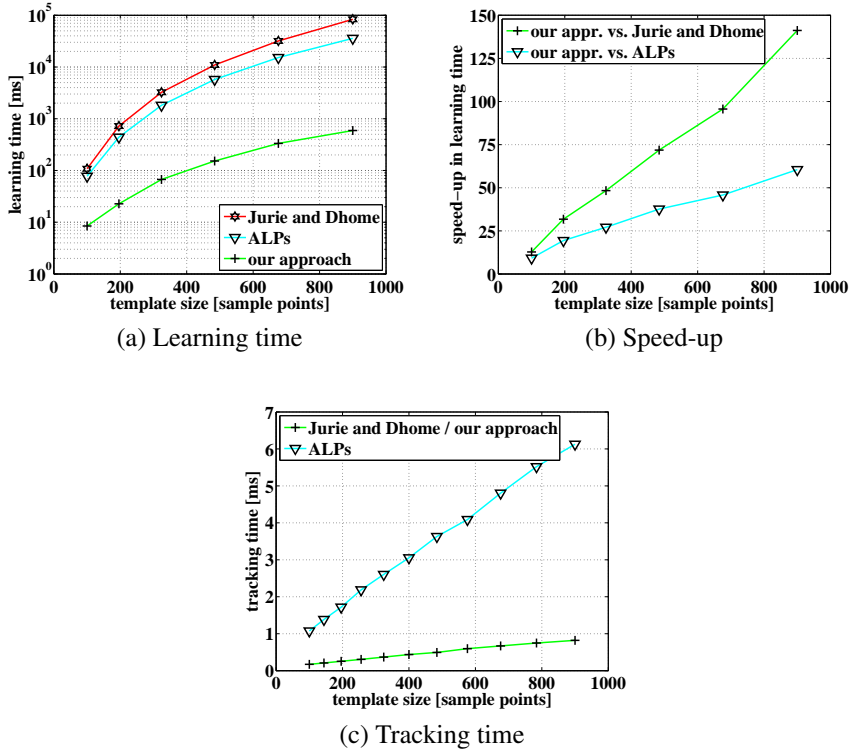 10^5
10^4
10^3
10^2
10^1
10^0
learning time [ms]
Jurie and Dhome
ALPs
our approach
0 200 400 600 800 1000
template size [sample points]
(a) Learning time
150
125
100
75
50
25
0
speed-up in learning time
our appr. vs. Jurie and Dhome
our appr. vs. ALPs
0 200 400 600 800 1000
template size [sample points]
(b) Speed-up
7
6
5
4
3
2
1
0
tracking time [ms]
Jurie and Dhome / our approach
ALPs
0 200 400 600 800 1000
template size [sample points]
(c) Tracking time